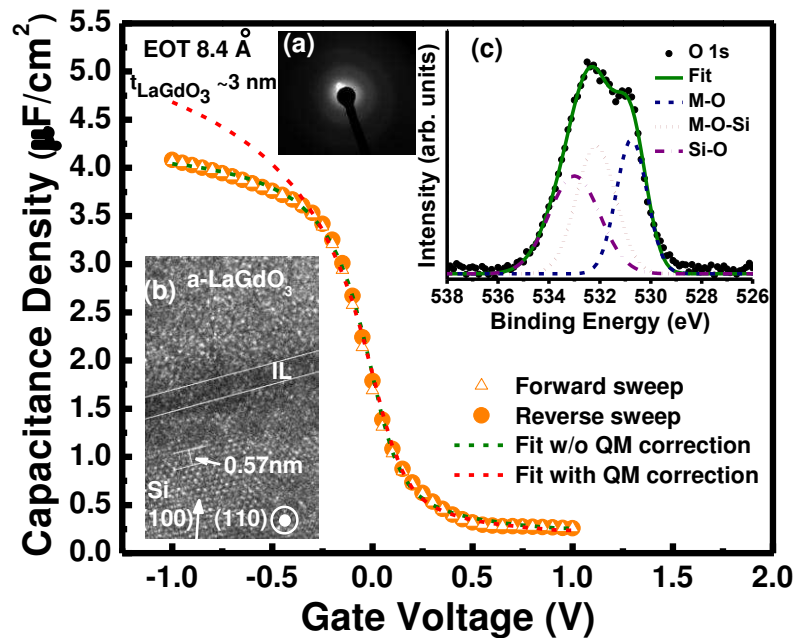 EOT 8.4 Å
t_LaGdO₃ ~3 nm
(a)
(c)
O 1s
Fit
M-O
M-O-Si
Si-O
Intensity (arb. units)
538 536 534 532 530 528 526
Binding Energy (eV)
(b)
a-LaGdO₃
IL
0.57nm
Si
100) (110)
Forward sweep
Reverse sweep
Fit w/o QM correction
Fit with QM correction
Capacitance Density (μF/cm²)
5.5
5.0
4.5
4.0
3.5
3.0
2.5
2.0
1.5
1.0
0.5
0.0
-1.0 -0.5 0.0 0.5 1.0 1.5 2.0
Gate Voltage (V)